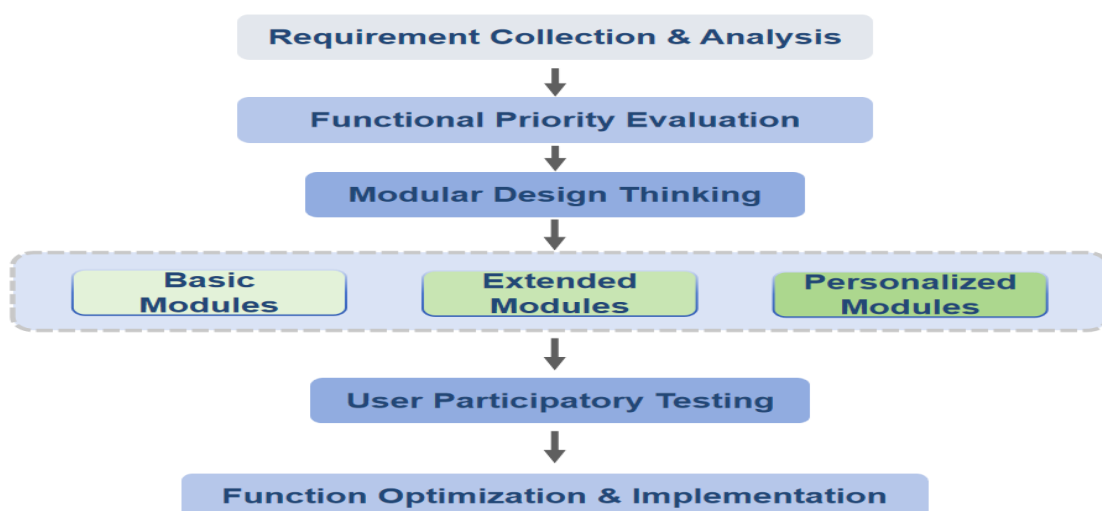 Requirement Collection & Analysis
Functional Priority Evaluation
Modular Design Thinking
Basic
Modules
Extended
Modules
Personalized
Modules
User Participatory Testing
Function Optimization & Implementation